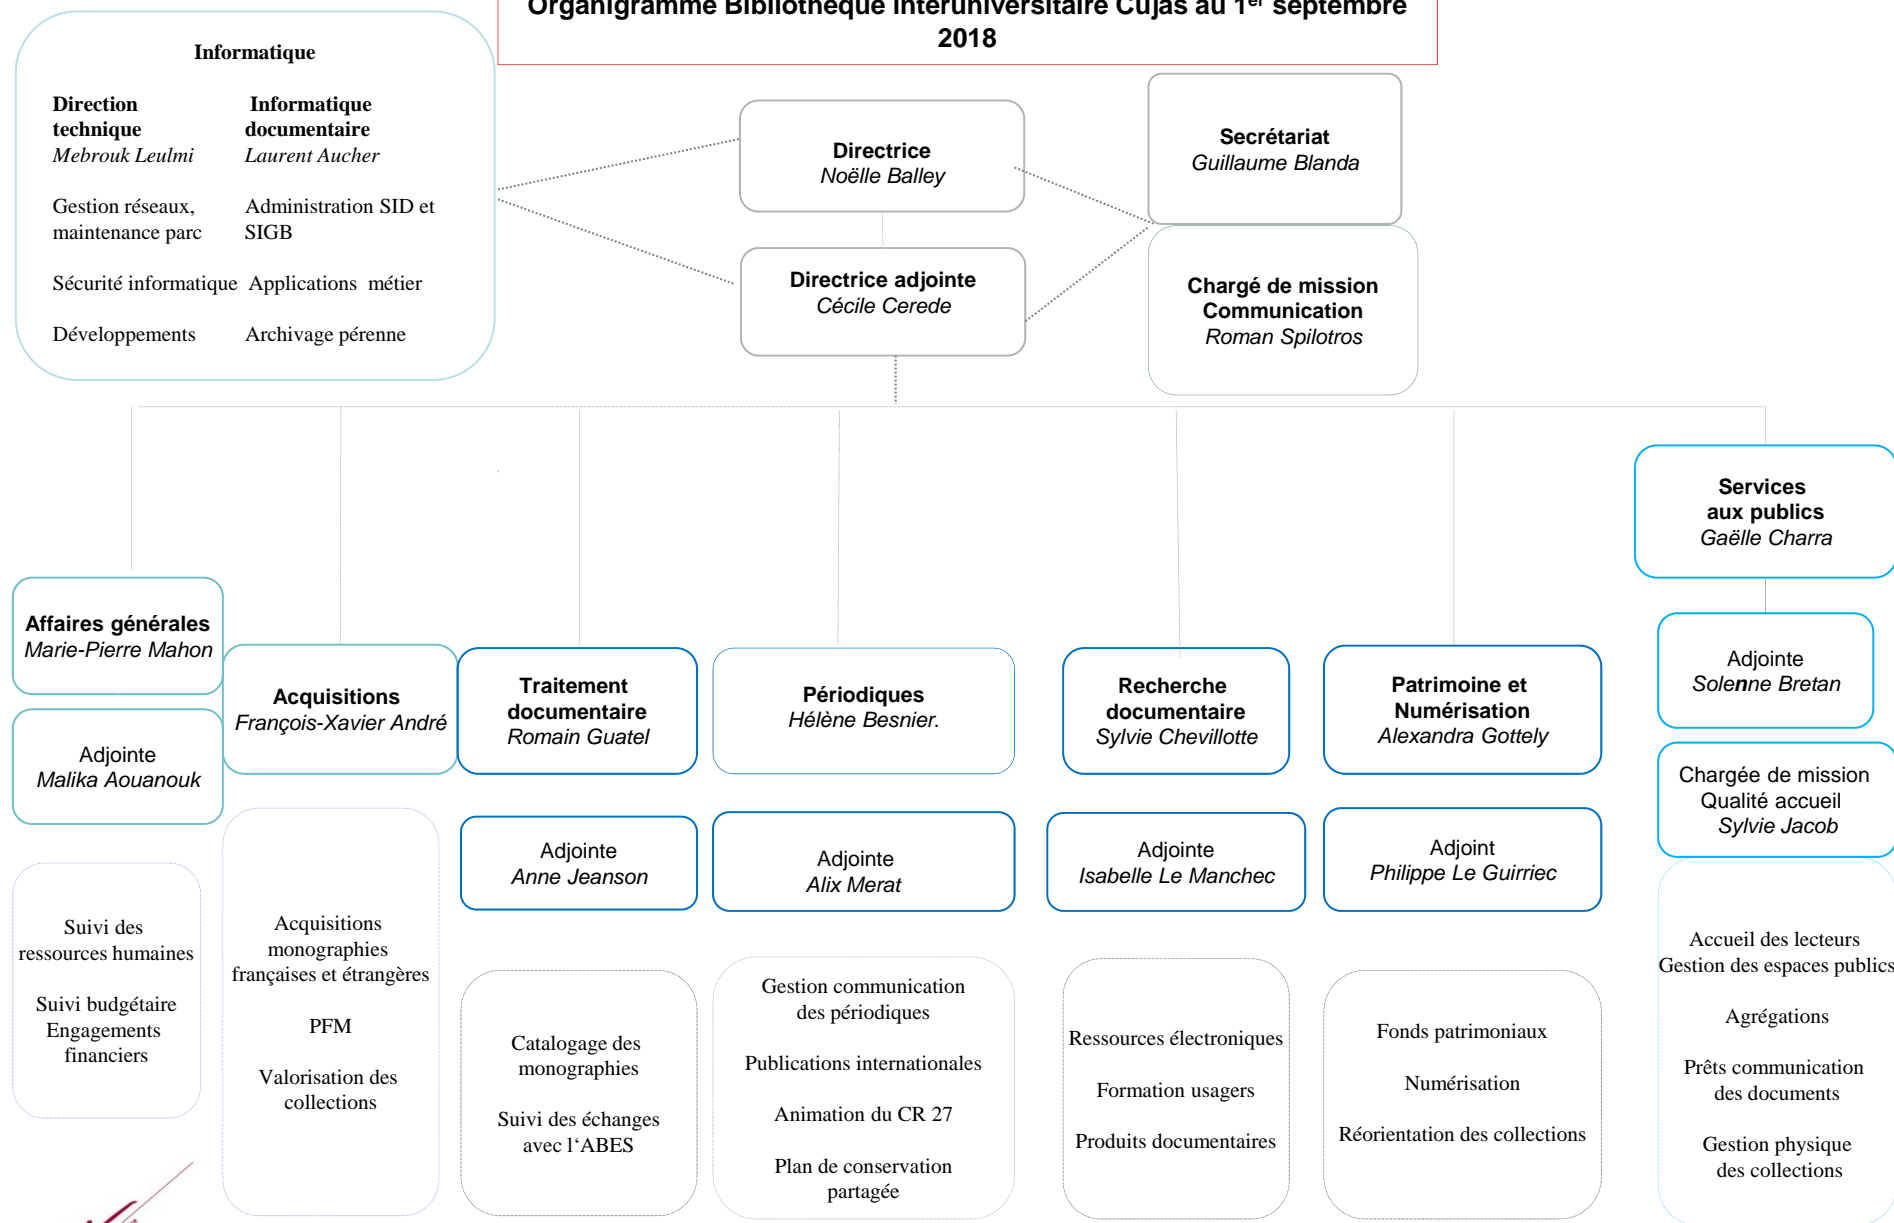 Organigramme Bibliothèque Interuniversitaire Cujas au 1er septembre
2018
Informatique
Direction
technique
Mebrouk Leulmi
Gestion réseaux,
maintenance parc
Sécurité informatique
Développements
Informatique
documentaire
Laurent Aucher
Administration SID et
SIGB
Applications métier
Archivage pérenne
Directrice
Noëlle Balley
Directrice adjointe
Cécile Cerede
Secrétariat
Guillaume Blanda
Chargé de mission
Communication
Roman Spilotros
Affaires générales
Marie-Pierre Mahon
Adjointe
Malika Aouanouk
Suivi des
ressources humaines
Suivi budgétaire
Engagements
financiers
Acquisitions
François-Xavier André
Acquisitions
monographies
françaises et étrangères
PFM
Valorisation des
collections
Traitement
documentaire
Romain Guatel
Adjointe
Anne Jeanson
Catalogage des
monographies
Suivi des échanges
avec l‘ABES
Périodiques
Hélène Besnier.
Adjointe
Alix Merat
Gestion communication
des périodiques
Publications internationales
Animation du CR 27
Plan de conservation
partagée
Recherche
documentaire
Sylvie Chevillotte
Adjointe
Isabelle Le Manchec
Ressources électroniques
Formation usagers
Produits documentaires
Patrimoine et
Numérisation
Alexandra Gottely
Adjoint
Philippe Le Guirriec
Fonds patrimoniaux
Numérisation
Réorientation des collections
Services
aux publics
Gaëlle Charra
Adjointe
Solenne Bretan
Chargée de mission
Qualité accueil
Sylvie Jacob
Accueil des lecteurs
Gestion des espaces publics
Agrégations
Prêts communication
des documents
Gestion physique
des collections